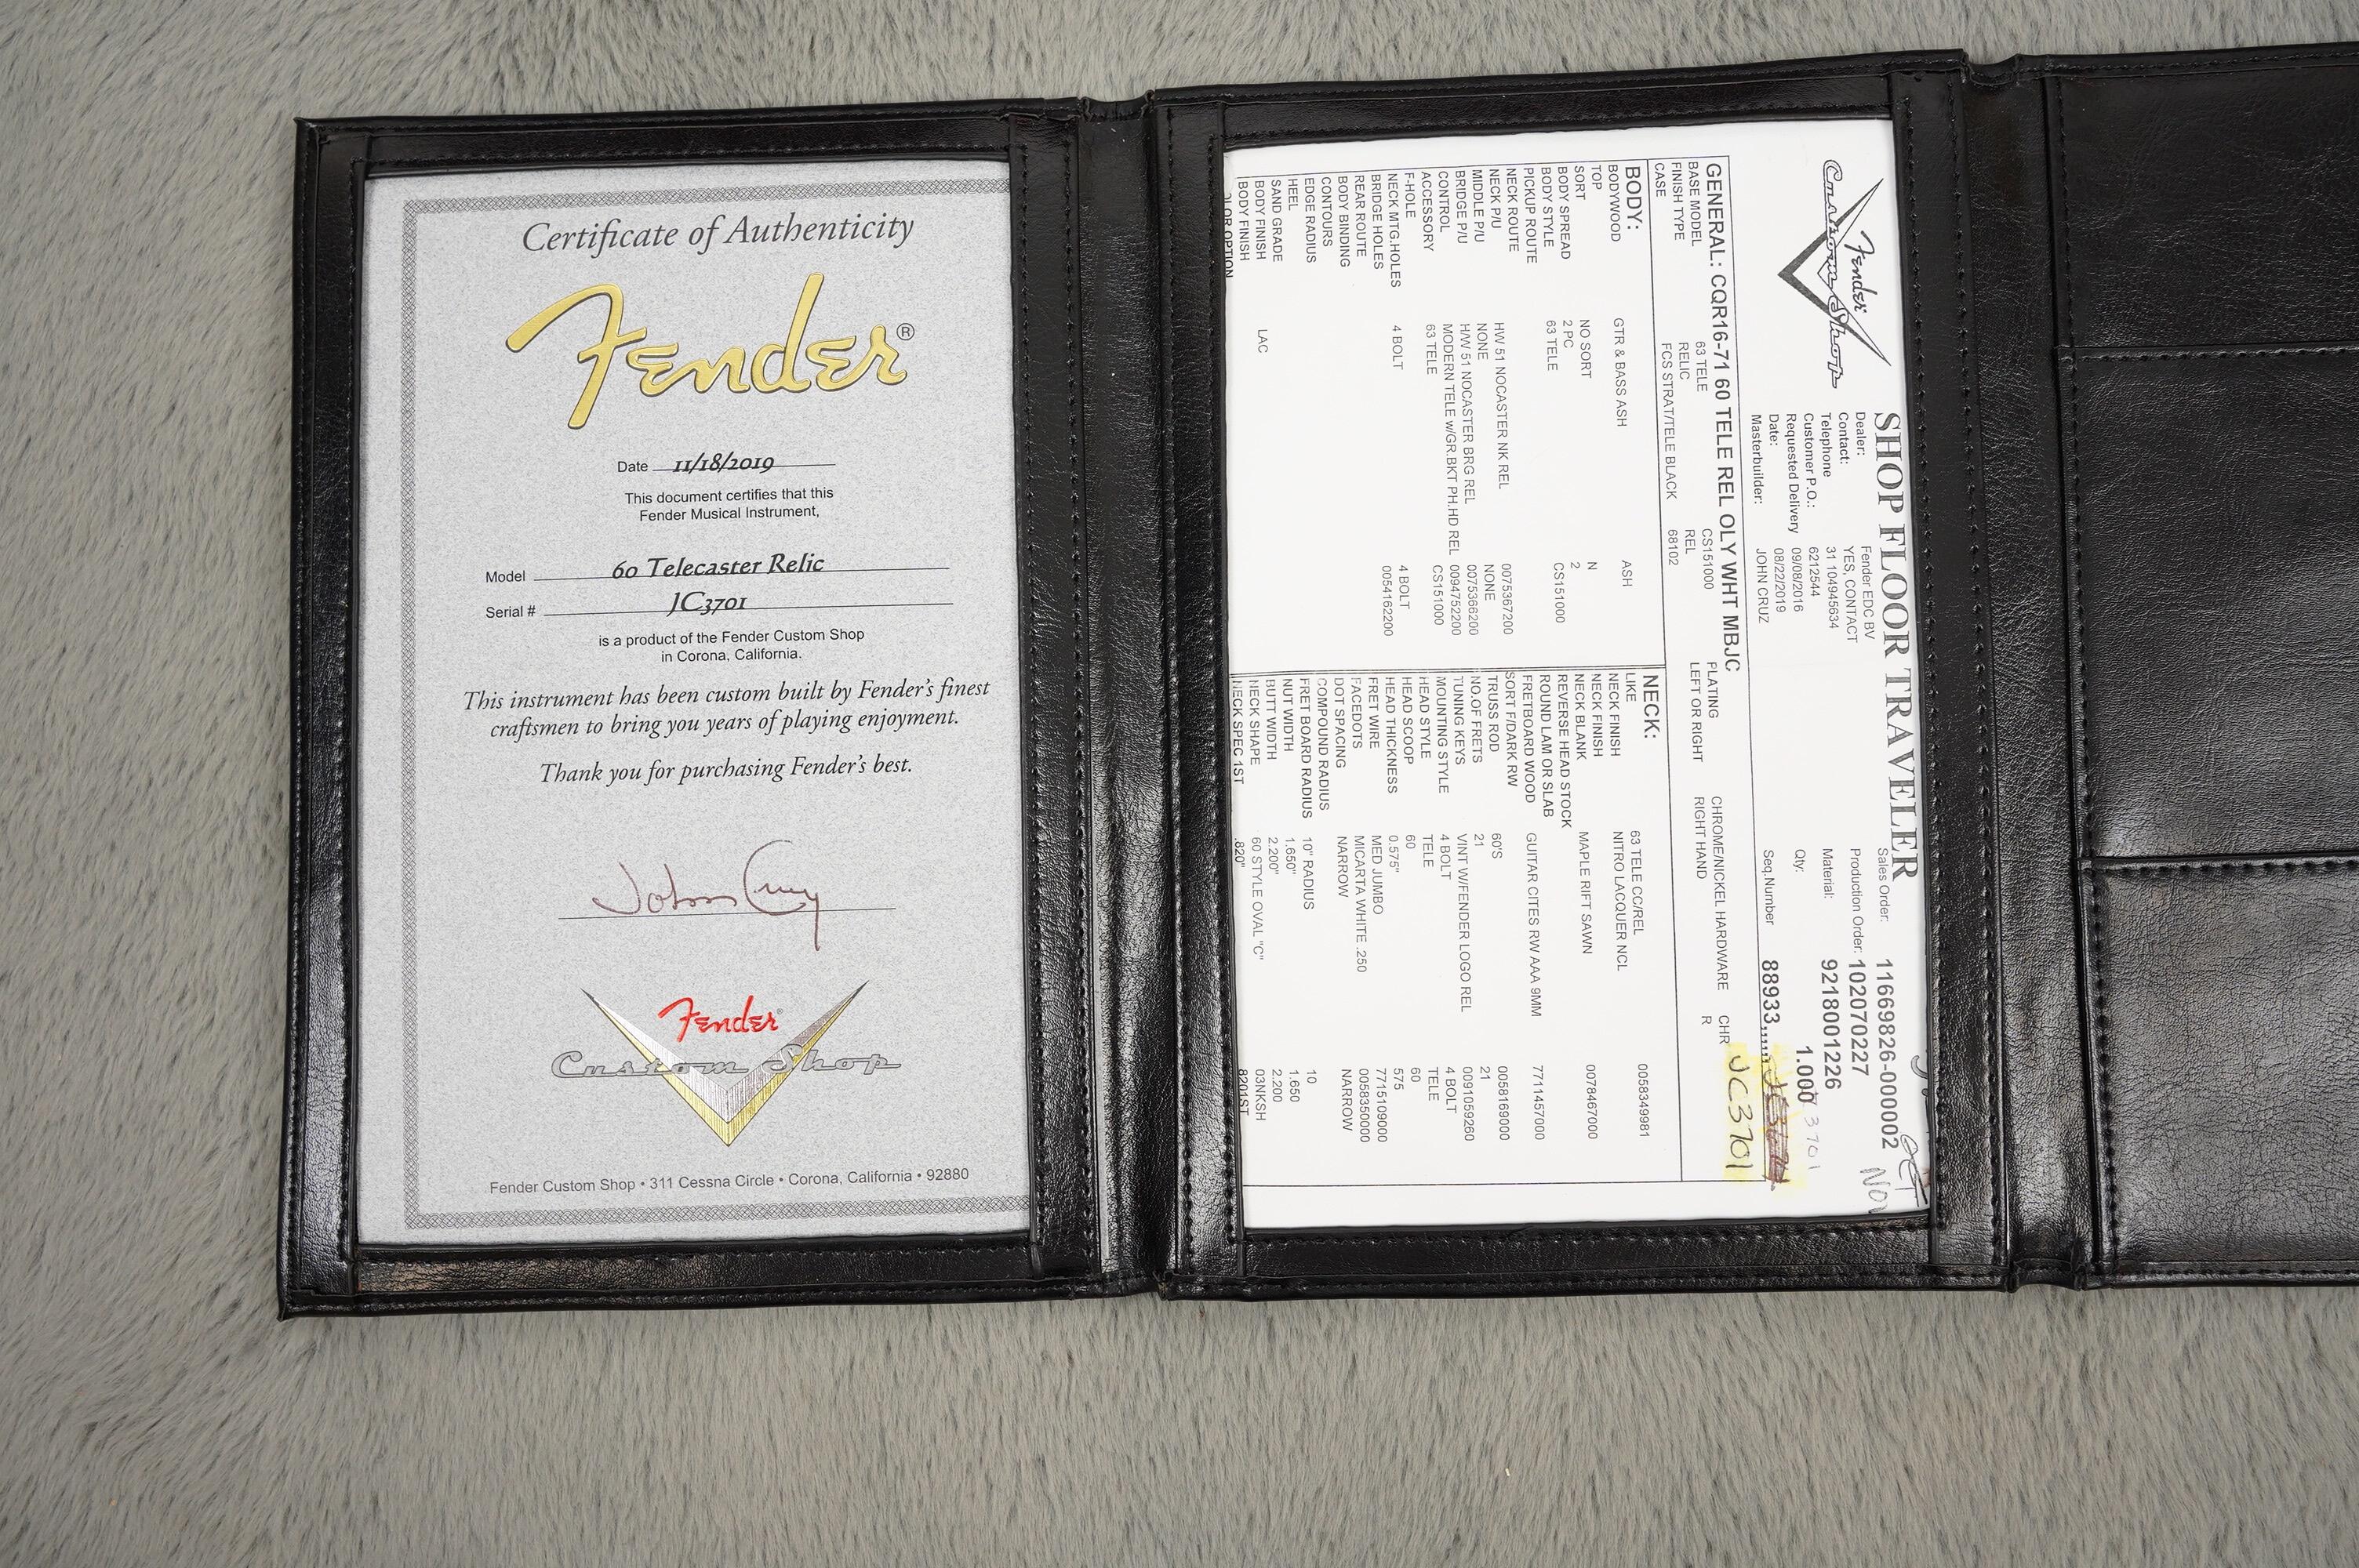 Certificate of Authenticity
Fender®
Date 11/18/2019
This document certifies that this
Fender Musical Instrument,
Model 60 Telecaster Relic
Serial # JC3701
is a product of the Fender Custom Shop
in Corona, California.
This instrument has been custom built by Fender's finest
craftsmen to bring you years of playing enjoyment.
Thank you for purchasing Fender's best.
John Cruz
Fender
Custom Shop
Fender Custom Shop • 311 Cessna Circle • Corona, California • 92880
Fender
Custom Shop
SHOP FLOOR TRAVELER
Dealer: Fender EDC BV
Contact: YES, CONTACT
Telephone 31 104945634
Customer P.O.: 6212544
Requested Delivery 09/08/2016
Date: 08/22/2019
Masterbuilder: JOHN CRUZ
Sales Order: 11669826-000002
Production Order: 102070227
Material: 9218001226
Qty: 1.000
3701
Seq.Number 88933
JC3701
NOV
GENERAL: CQR16-71 60 TELE REL OLY WHT MBJC
BASE MODEL 63 TELE CS151000 PLATING CHROME/NICKEL HARDWARE CHR
FINISH TYPE RELIC REL LEFT OR RIGHT RIGHT HAND R
CASE FCS STRAT/TELE BLACK 68102
BODY:
BODYWOOD GTR & BASS ASH ASH
TOP
SORT NO SORT N
BODY SPREAD 2 PC 2
BODY STYLE 63 TELE CS151000
PICKUP ROUTE
NECK ROUTE
NECK P/U HW 51 NOCASTER NK REL 0075367200
MIDDLE P/U NONE NONE
BRIDGE P/U H/W 51 NOCASTER BRG REL 0075366200
CONTROL MODERN TELE w/GR.BKT PH.HD REL 0094752200
ACCESSORY 63 TELE CS151000
F-HOLE
NECK MTG.HOLES 4 BOLT 4 BOLT
BRIDGE HOLES 0054162200
REAR ROUTE
BODY BINDING
CONTOURS
EDGE RADIUS
HEEL
SAND GRADE
BODY FINISH LAC
BODY FINISH
COLOR OPTION
NECK:
LIKE 63 TELE CC/REL 0058349981
NECK FINISH NITRO LACQUER NCL
NECK FINISH
NECK BLANK MAPLE RIFT SAWN 0078467000
REVERSE HEAD STOCK
ROUND LAM OR SLAB
FRETBOARD WOOD GUITAR CITES RW AAA 9MM 7711457000
SORT F/DARK RW
TRUSS ROD 60'S 0058169000
NO.OF FRETS 21 21
TUNING KEYS VINT W/FENDER LOGO REL 0091059260
MOUNTING STYLE 4 BOLT 4 BOLT
HEAD STYLE TELE TELE
HEAD SCOOP 60 60
HEAD THICKNESS 0.575" 575
FRET WIRE MED JUMBO 7715109000
FACEDOTS MICARTA WHITE .250 0058350000
DOT SPACING NARROW NARROW
COMPOUND RADIUS
FRET BOARD RADIUS 10" RADIUS 10
NUT WIDTH 1.650" 1.650
BUTT WIDTH 2.200" 2.200
NECK SHAPE 60 STYLE OVAL "C" 03NKSH
NECK SPEC 1ST .820" 8201ST